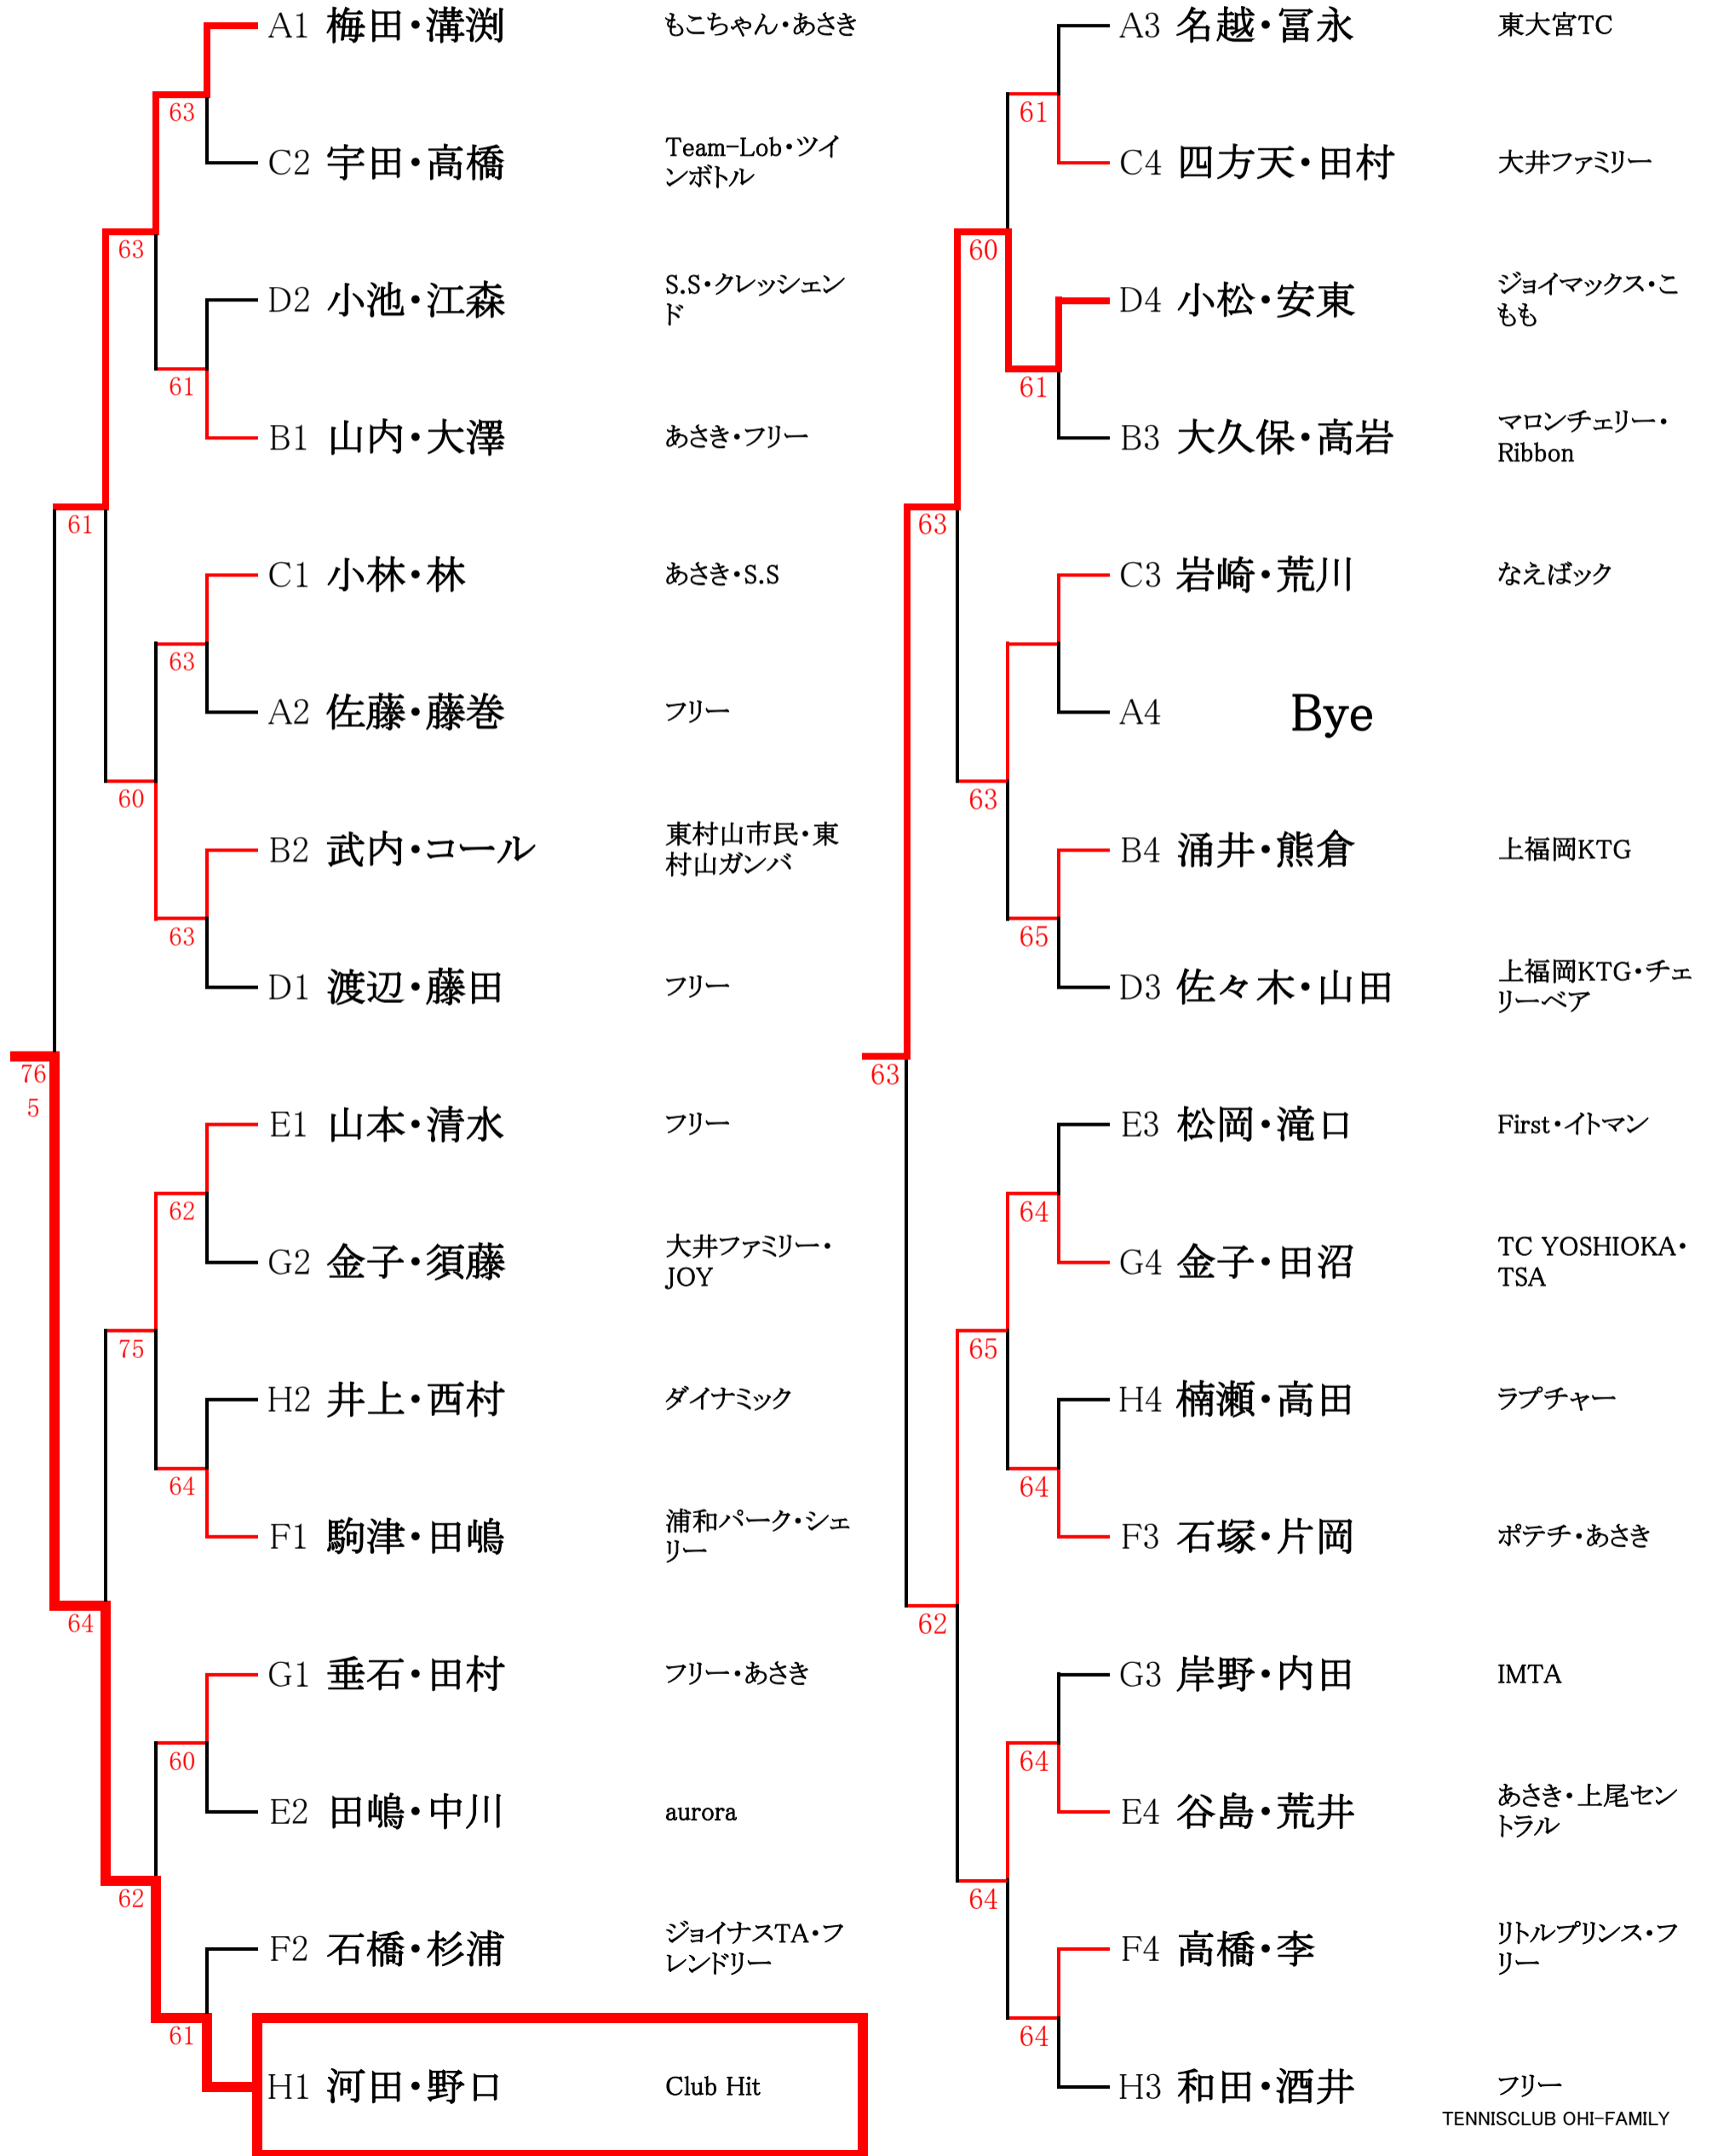 A1 梅田・溝渕 もこちゃん・あさき
63
C2 宇田・高橋 Team-Lob・ツイ
ンボトル
63
D2 小池・江森 S.S・クレッシェン
ド
61
B1 山内・大澤 あさき・フリー
61
C1 小林・林 あさき・S.S
63
A2 佐藤・藤巻 フリー
60
B2 武内・コール 東村山市民・東
村山ガンバ
63
D1 渡辺・藤田 フリー
76
5
E1 山本・清水 フリー
62
G2 金子・須藤 大井ファミリー・
JOY
75
H2 井上・西村 ダイナミック
64
F1 駒津・田嶋 浦和パーク・シェ
リー
64
G1 垂石・田村 フリー・あさき
60
E2 田嶋・中川 aurora
62
F2 石橋・杉浦 ジョイナスTA・フ
レンドリー
61
H1 河田・野口 Club Hit
A3 名越・冨永 東大宮TC
61
C4 四方天・田村 大井ファミリー
60
D4 小松・安東 ジョイマックス・こ
もも
61
B3 大久保・高岩 マロンチェリー・
Ribbon
63
C3 岩崎・荒川 なえばック
A4 Bye
63
B4 涌井・熊倉 上福岡KTG
65
D3 佐々木・山田 上福岡KTG・チェ
リーベア
63
E3 松岡・滝口 First・イトマン
64
G4 金子・田沼 TC YOSHIOKA・
TSA
65
H4 楠瀬・高田 ラプチャー
64
F3 石塚・片岡 ポテチ・あさき
62
G3 岸野・内田 IMTA
64
E4 谷島・荒井 あさき・上尾セン
トラル
64
F4 高橋・李 リトルプリンス・フ
リー
64
H3 和田・酒井 フリー
TENNISCLUB OHI-FAMILY